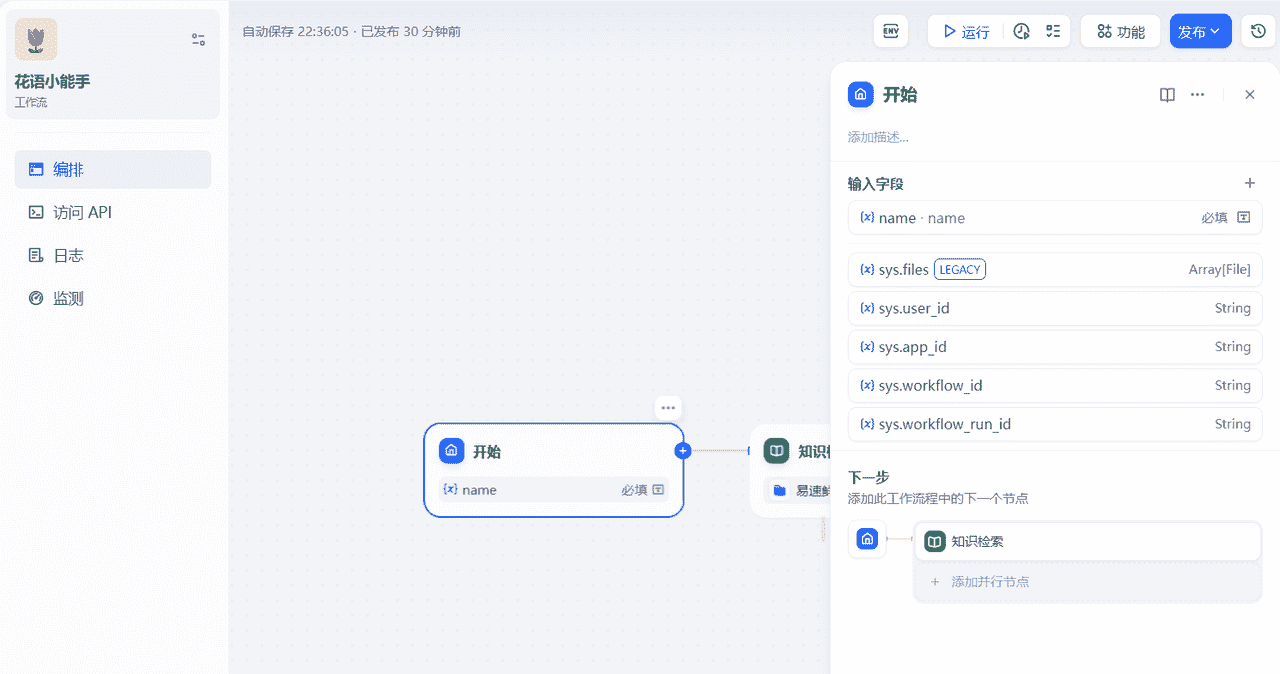 花语小能手
工作流
编排
访问 API
日志
监测
自动保存 22:36:05 · 已发布 30 分钟前
ENV
运行
功能
发布
开始
{x} name
必填
知识
易速
开始
添加描述...
输入字段
{x} name · name
必填
{x} sys.files LEGACY
Array[File]
{x} sys.user_id
String
{x} sys.app_id
String
{x} sys.workflow_id
String
{x} sys.workflow_run_id
String
下一步
添加此工作流程中的下一个节点
知识检索
+ 添加并行节点